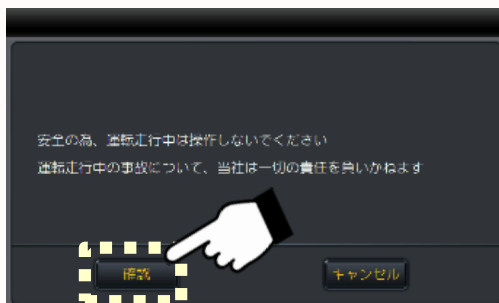 安全の為、運転走行中は操作しないでください
運転走行中の事故について、当社は一切の責任を負いかねます
確認
キャンセル